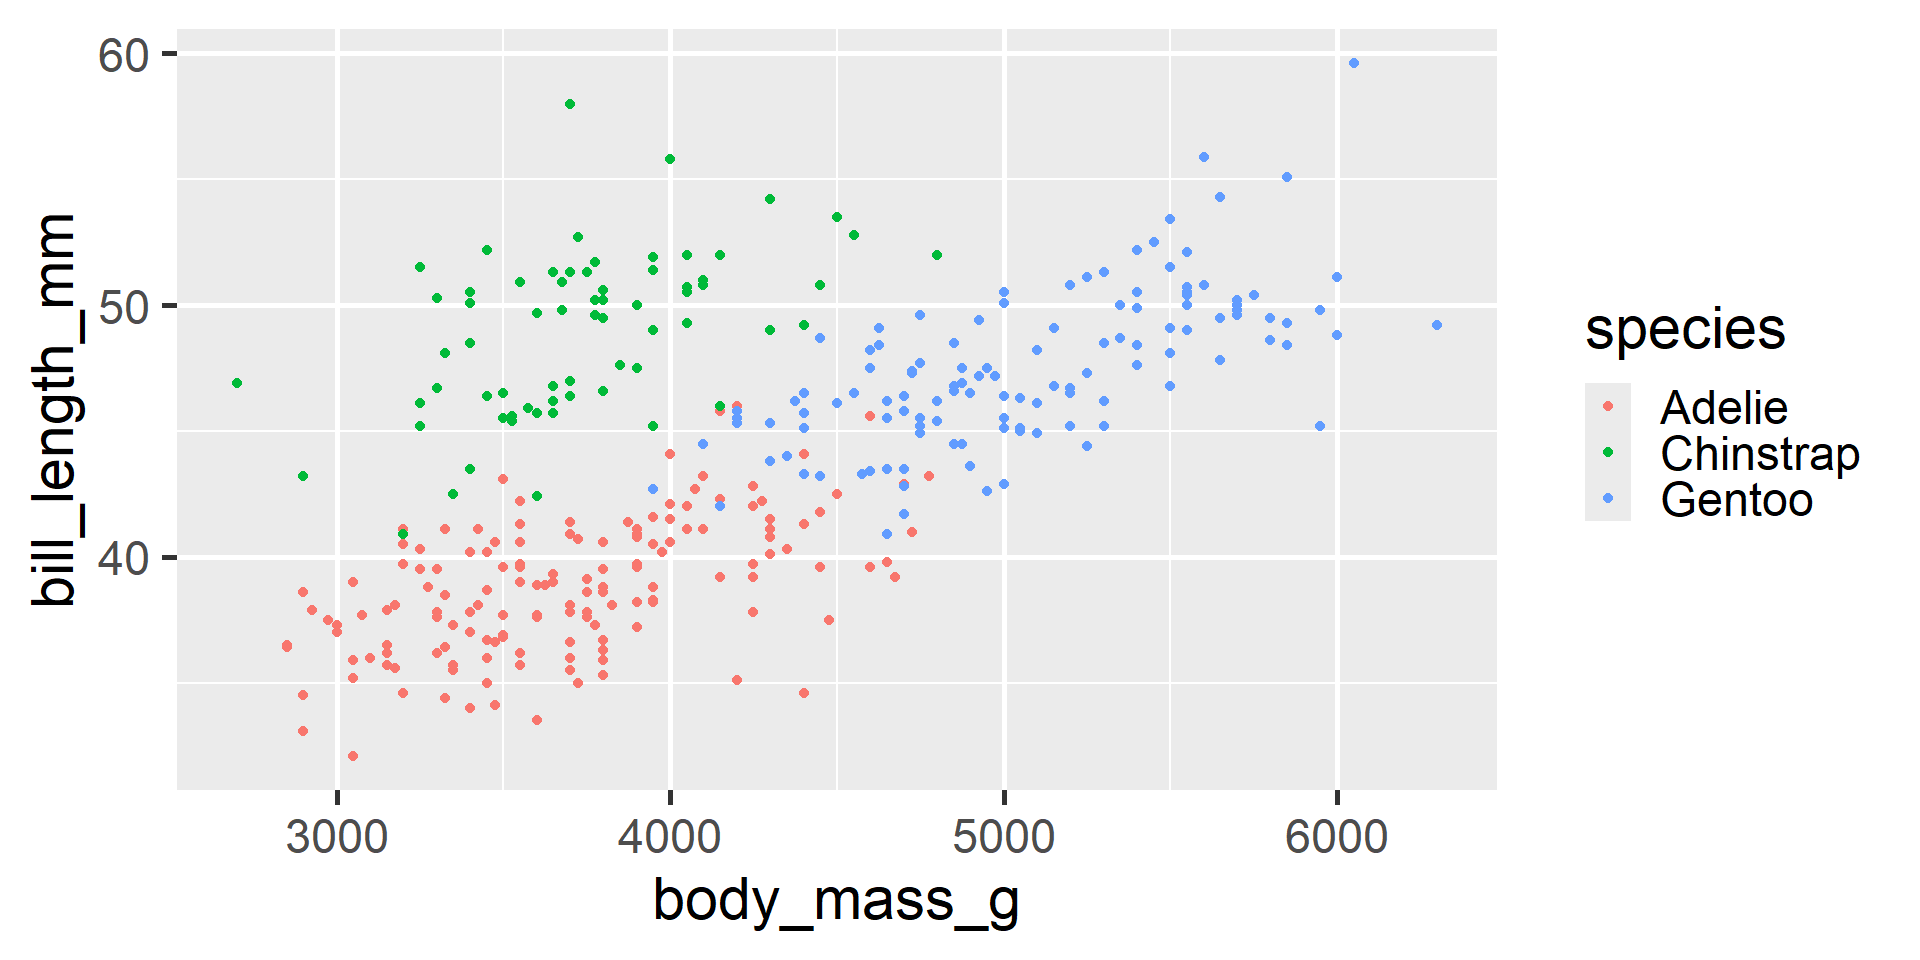 60
50
40
bill_length_mm
3000 4000 5000 6000
body_mass_g
species
Adelie
Chinstrap
Gentoo